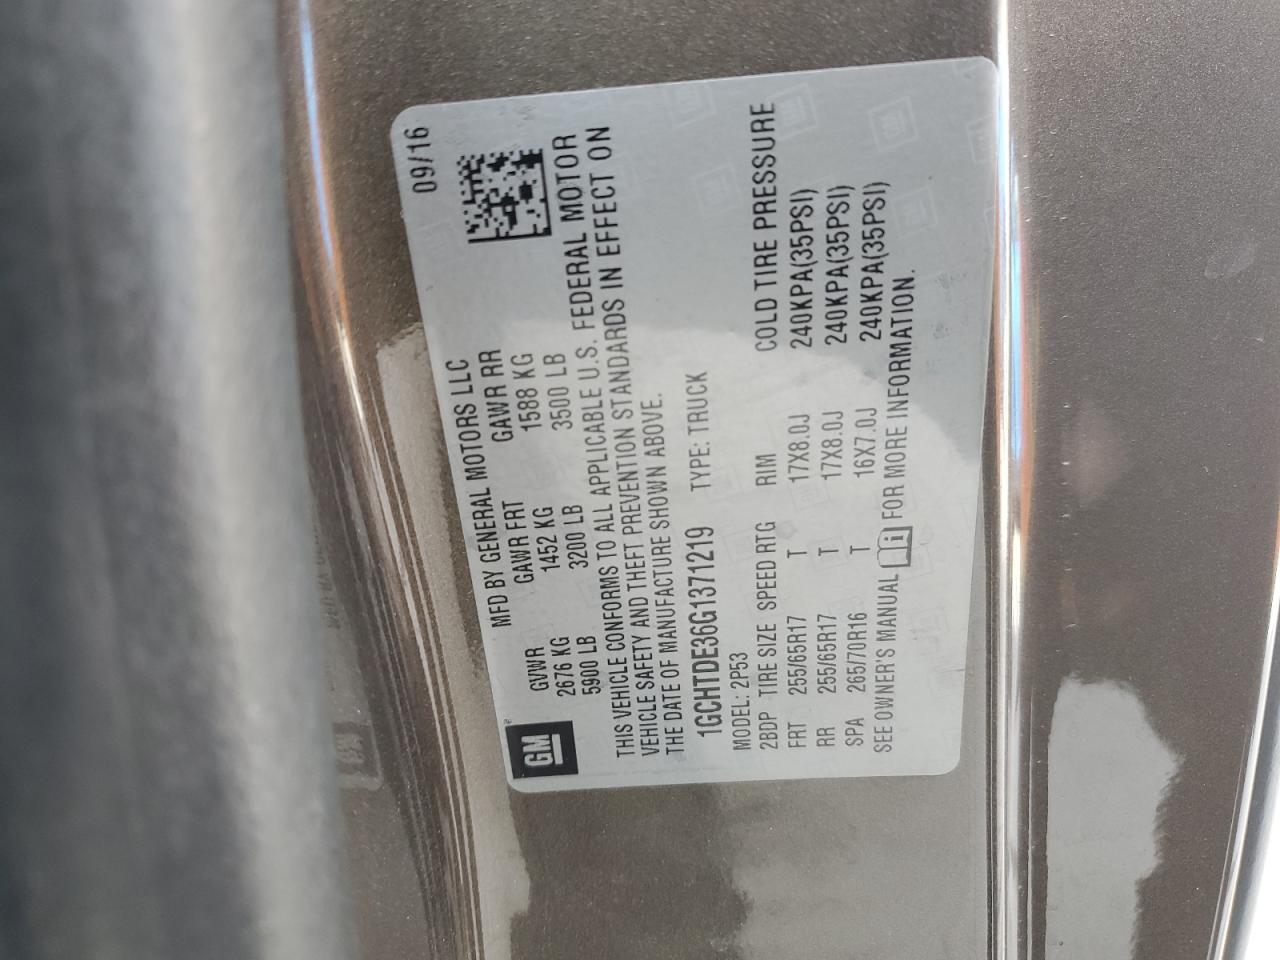 MFD BY GENERAL MOTORS LLC 09/16
GM
GVWR GAWR FRT GAWR RR
2676 KG 1452 KG 1588 KG
5900 LB 3200 LB 3500 LB
THIS VEHICLE CONFORMS TO ALL APPLICABLE U.S. FEDERAL MOTOR
VEHICLE SAFETY AND THEFT PREVENTION STANDARDS IN EFFECT ON
THE DATE OF MANUFACTURE SHOWN ABOVE.
1GCHTDE36G1371219 TYPE: TRUCK
MODEL: 2P53
2BDP TIRE SIZE SPEED RTG RIM COLD TIRE PRESSURE
FRT 255/65R17 T 17X8.0J 240KPA(35PSI)
RR 255/65R17 T 17X8.0J 240KPA(35PSI)
SPA 265/70R16 T 16X7.0J 240KPA(35PSI)
SEE OWNER'S MANUAL FOR MORE INFORMATION.